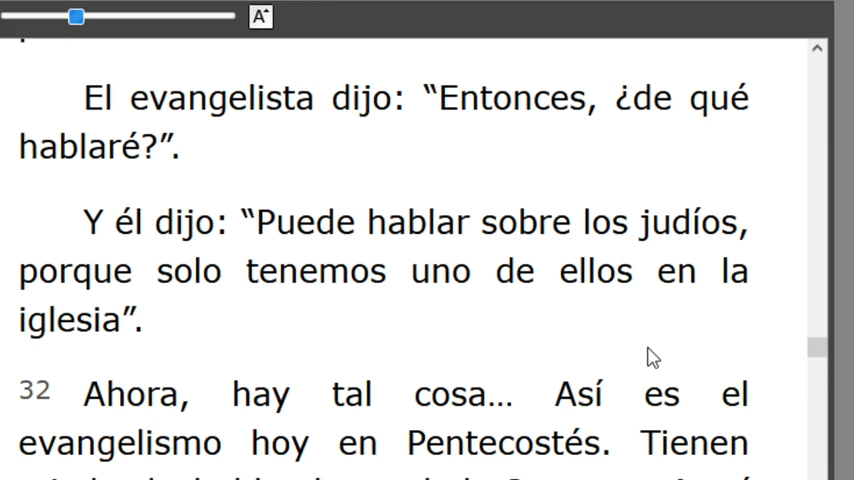 A
El evangelista dijo: “Entonces, ¿de qué
hablaré?”.
Y él dijo: “Puede hablar sobre los judíos,
porque solo tenemos uno de ellos en la
iglesia”.
32 Ahora, hay tal cosa… Así es el
evangelismo hoy en Pentecostés. Tienen